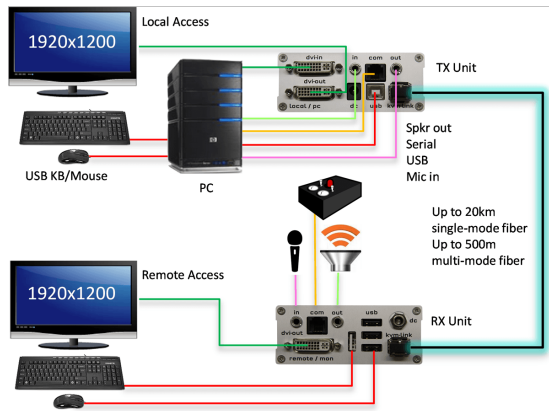 Local Access
1920x1200
dvi-in
in
com
out
TX Unit
dvi-out
local / pc
dc
usb
kvm-link
Spkr out
Serial
USB
Mic in
USB KB/Mouse
PC
Up to 20km
single-mode fiber
Up to 500m
multi-mode fiber
Remote Access
1920x1200
in
com
out
usb
dc
RX Unit
dvi-out
kvm-link
remote / mon